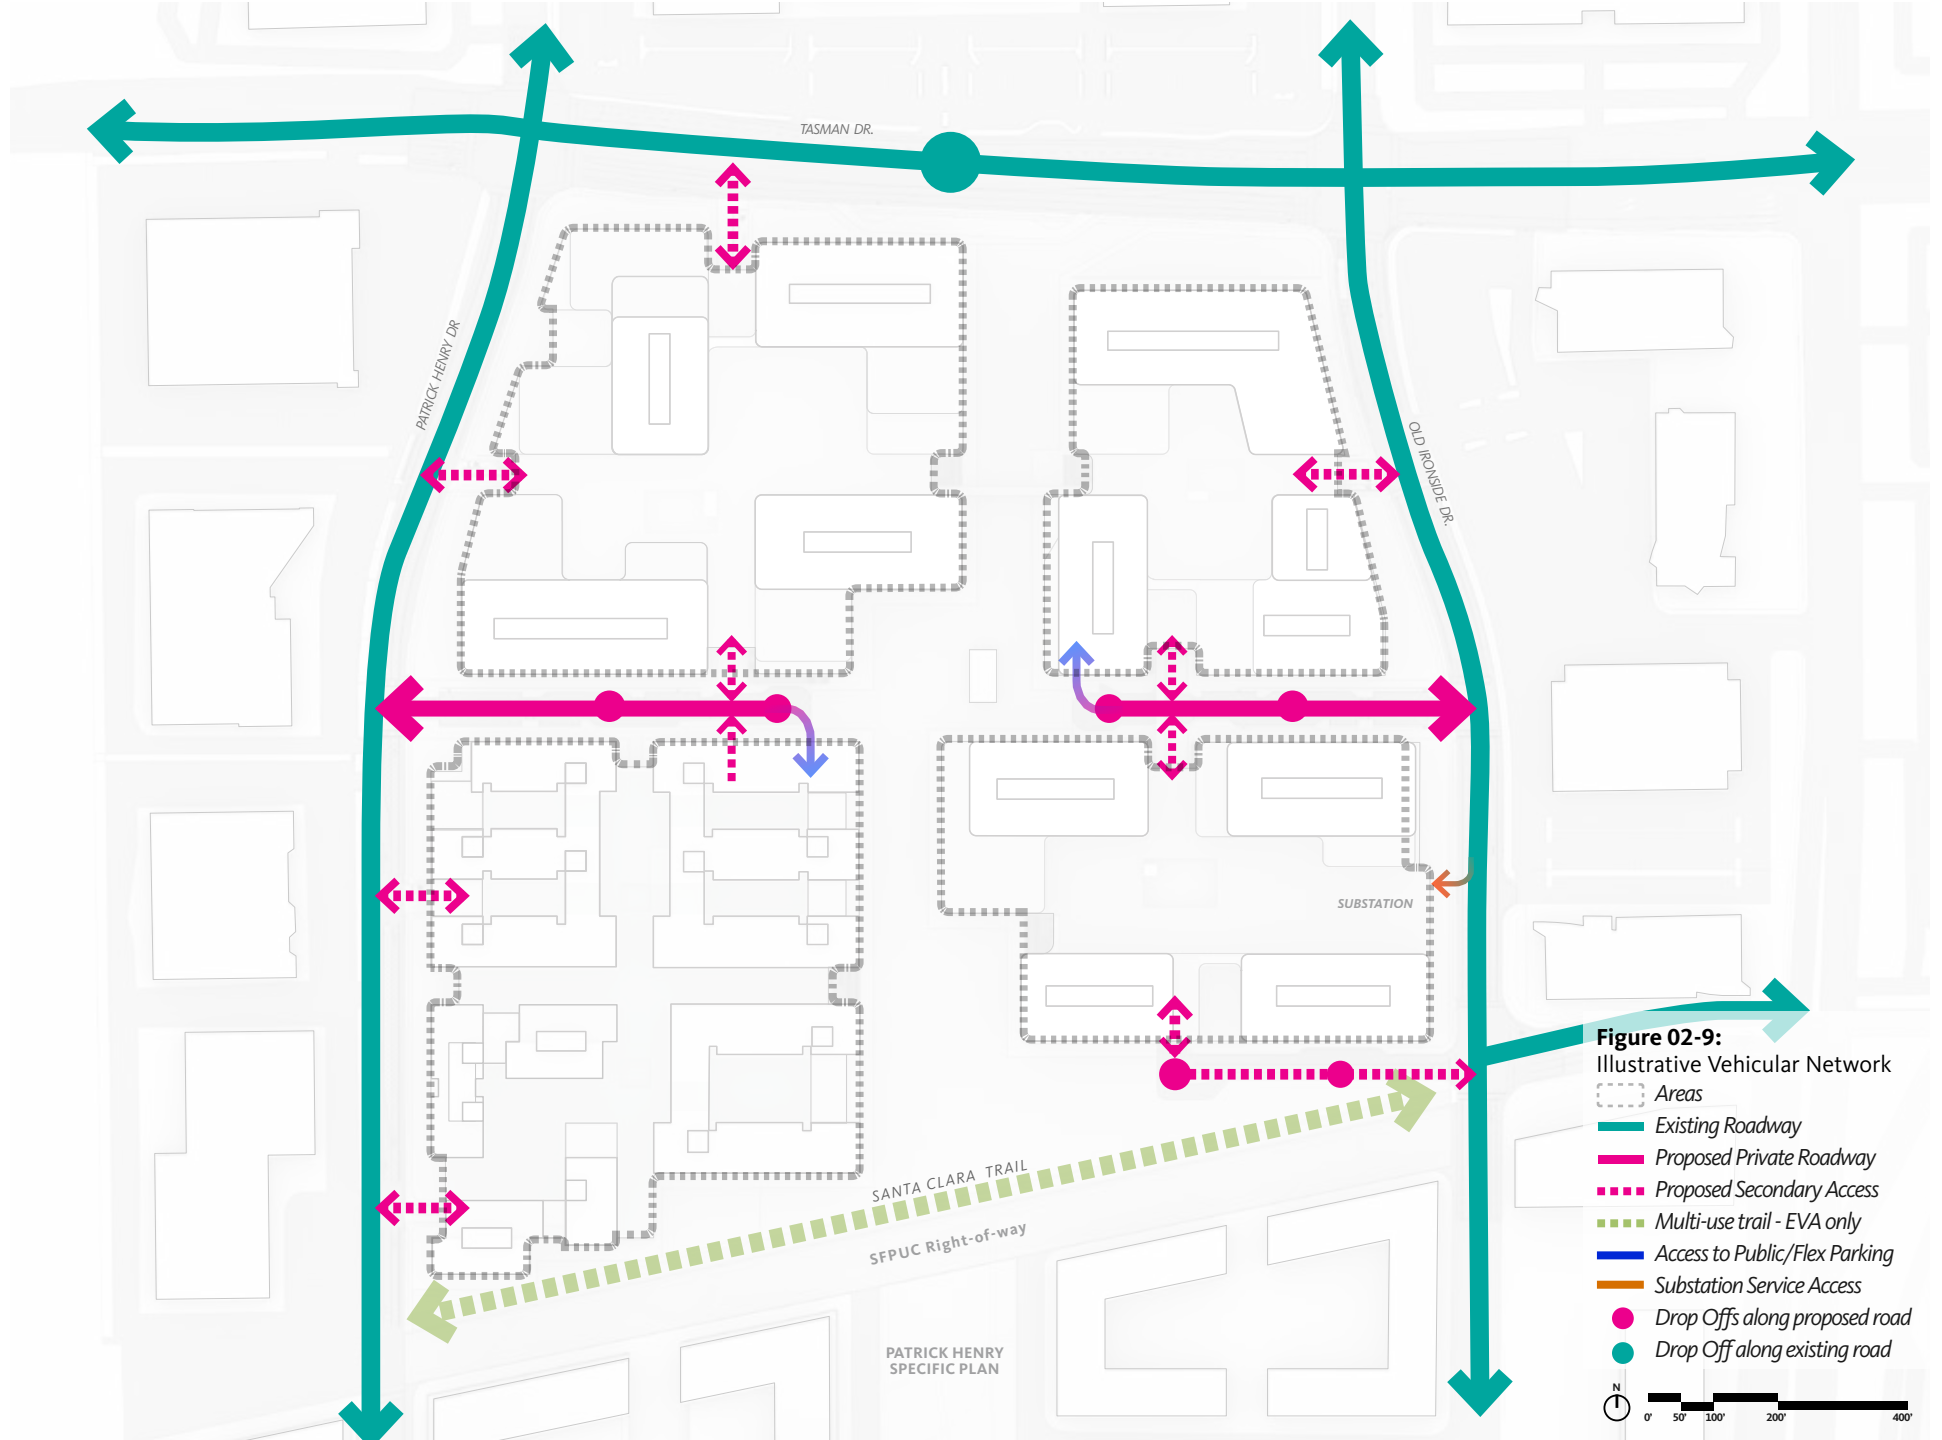 TASMAN DR.
PATRICK HENRY DR
OLD IRONSIDE DR.
SUBSTATION
SANTA CLARA TRAIL
SFPUC Right-of-way
PATRICK HENRY
SPECIFIC PLAN
Figure 02-9:
Illustrative Vehicular Network
Areas
Existing Roadway
Proposed Private Roadway
Proposed Secondary Access
Multi-use trail - EVA only
Access to Public/Flex Parking
Substation Service Access
Drop Offs along proposed road
Drop Off along existing road
N
0' 50' 100' 200' 400'